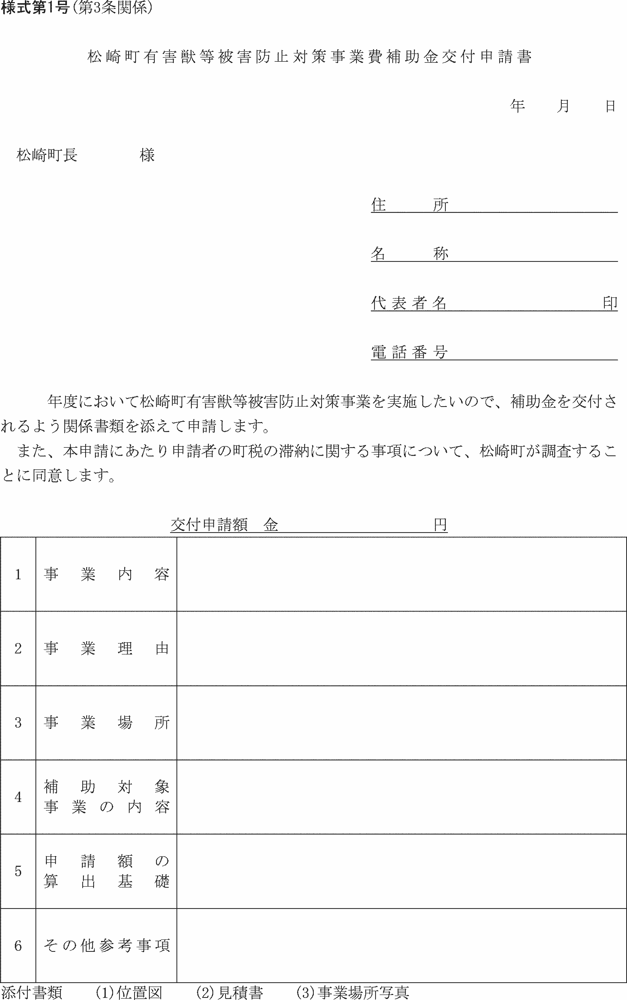 様式第1号(第3条関係)
松崎町有害獣等被害防止対策事業費補助金交付申請書
年　　月　　日
松崎町長　　　　様
住　　　所
名　　　称
代表者名　　　　　　　　　　印
電話番号
年度において松崎町有害獣等被害防止対策事業を実施したいので、補助金を交付さ
れるよう関係書類を添えて申請します。
また、本申請にあたり申請者の町税の滞納に関する事項について、松崎町が調査するこ
とに同意します。
交付申請額　金　　　　　　　　　　円
1　事業内容
2　事業理由
3　事業場所
4　補助対象
事業の内容
5　申請額の
算出基礎
6　その他参考事項
添付書類　　(1)位置図　　(2)見積書　　(3)事業場所写真